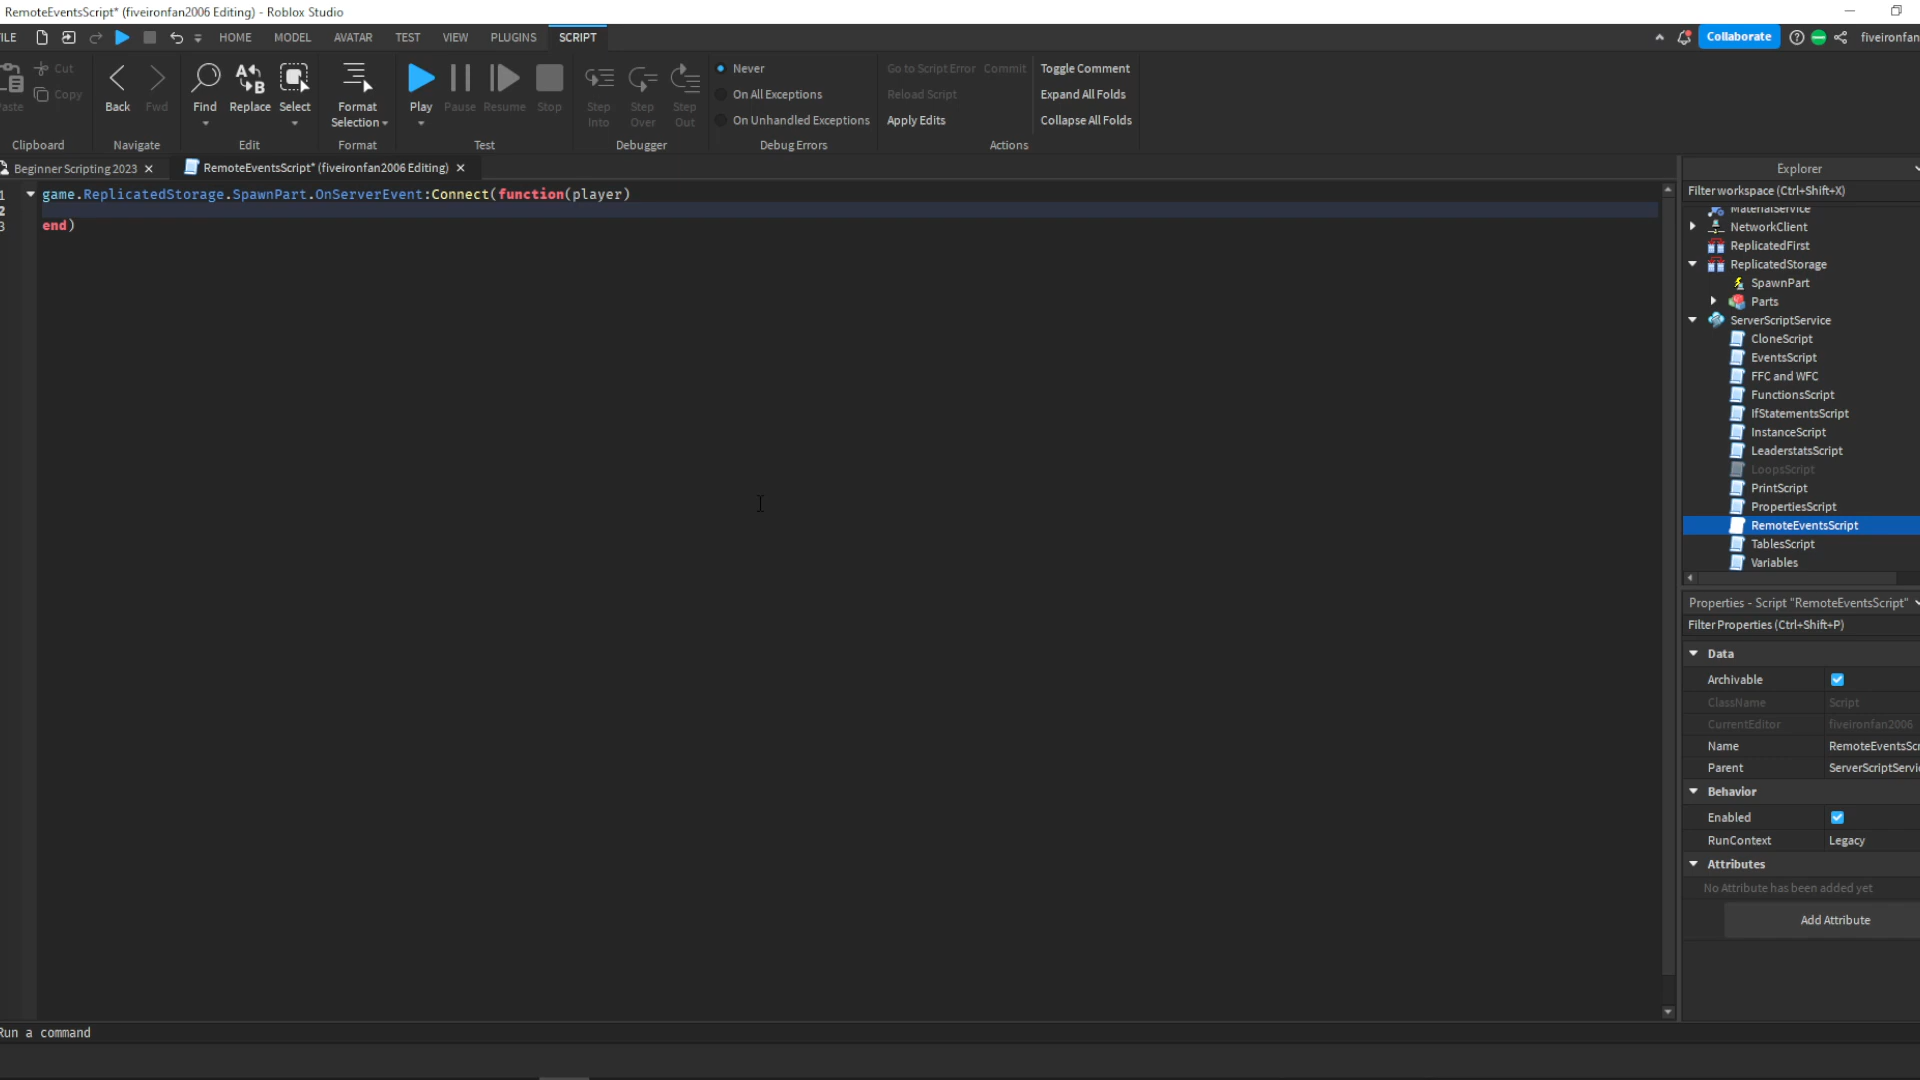 RemoteEventsScript* (fiveironfan2006 Editing) - Roblox Studio
ILE HOME MODEL AVATAR TEST VIEW PLUGINS SCRIPT Collaborate fiveironfan
aste Cut Copy Clipboard
Back Fwd Navigate
Find Replace Select Edit
Format Selection Format
Play Pause Resume Stop Test
Step Into Step Over Step Out Debugger
Never
On All Exceptions
On Unhandled Exceptions
Debug Errors
Go to Script Error Commit Toggle Comment
Reload Script Expand All Folds
Apply Edits Collapse All Folds
Actions
Beginner Scripting 2023 RemoteEventsScript* (fiveironfan2006 Editing)
1 game.ReplicatedStorage.SpawnPart.OnServerEvent:Connect(function(player)
2
3 end)
Run a command
Explorer
Filter workspace (Ctrl+Shift+X)
MaterialService
NetworkClient
ReplicatedFirst
ReplicatedStorage
SpawnPart
Parts
ServerScriptService
CloneScript
EventsScript
FFC and WFC
FunctionsScript
IfStatementsScript
InstanceScript
LeaderstatsScript
LoopsScript
PrintScript
PropertiesScript
RemoteEventsScript
TablesScript
Variables
Properties - Script "RemoteEventsScript"
Filter Properties (Ctrl+Shift+P)
Data
Archivable
ClassName Script
CurrentEditor fiveironfan2006
Name RemoteEventsScr
Parent ServerScriptServi
Behavior
Enabled
RunContext Legacy
Attributes
No Attribute has been added yet
Add Attribute